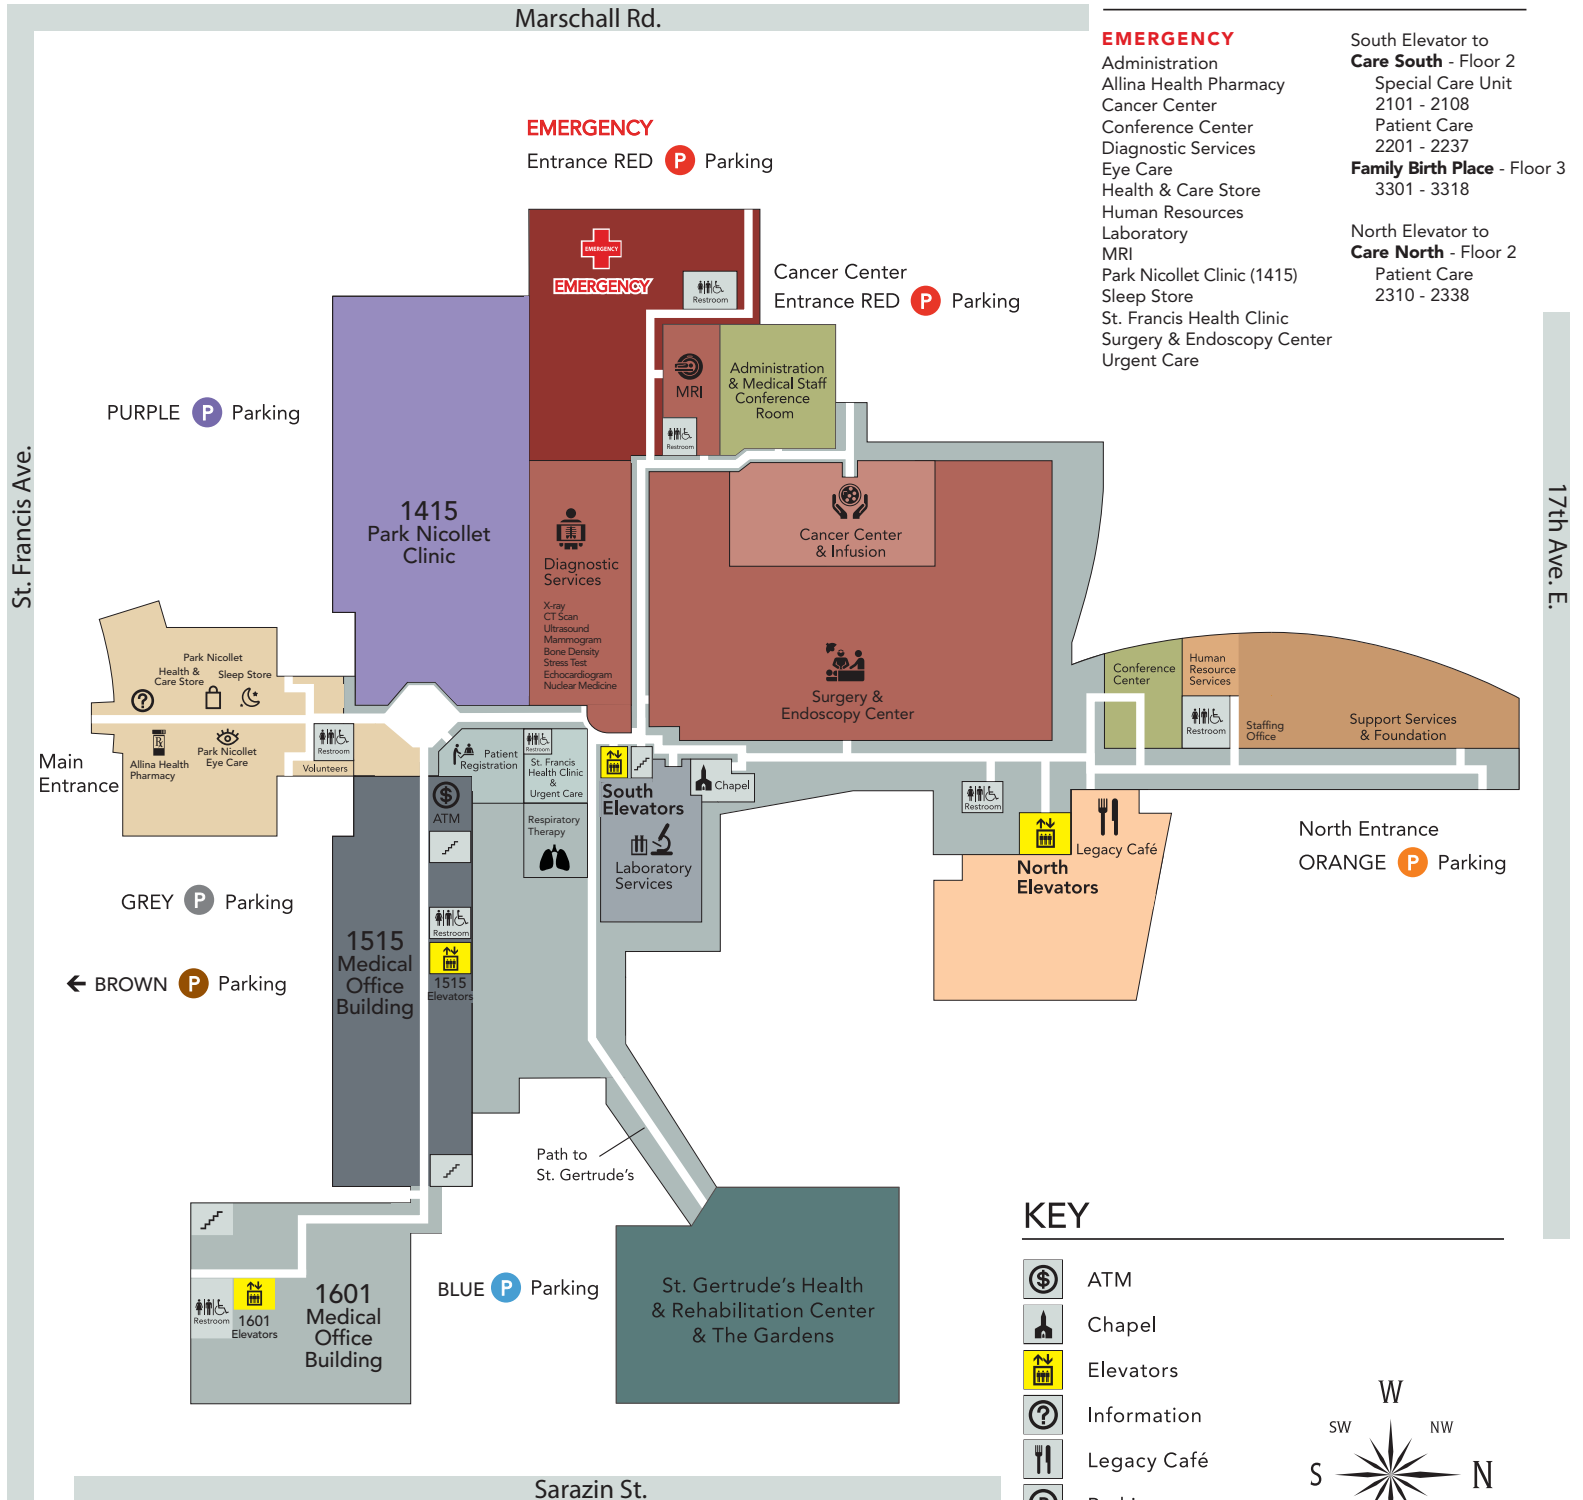 Marschall Rd.
St. Francis Ave.
17th Ave. E.
Sarazin St.
EMERGENCY
Administration
Allina Health Pharmacy
Cancer Center
Conference Center
Diagnostic Services
Eye Care
Health & Care Store
Human Resources
Laboratory
MRI
Park Nicollet Clinic (1415)
Sleep Store
St. Francis Health Clinic
Surgery & Endoscopy Center
Urgent Care
South Elevator to
Care South - Floor 2
Special Care Unit
2101 - 2108
Patient Care
2201 - 2237
Family Birth Place - Floor 3
3301 - 3318
North Elevator to
Care North - Floor 2
Patient Care
2310 - 2338
EMERGENCY
Entrance RED P Parking
EMERGENCY
EMERGENCY
Restroom
Cancer Center
Entrance RED P Parking
MRI
Restroom
Administration
& Medical Staff
Conference
Room
PURPLE P Parking
1415
Park Nicollet
Clinic
Diagnostic
Services
X-ray
CT Scan
Ultrasound
Mammogram
Bone Density
Stress Test
Echocardiogram
Nuclear Medicine
Cancer Center
& Infusion
Surgery &
Endoscopy Center
Conference
Center
Human
Resource
Services
Restroom
Staffing
Office
Support Services
& Foundation
Park Nicollet
Health &
Care Store
Sleep Store
Rx
Allina Health
Pharmacy
Park Nicollet
Eye Care
Restroom
Volunteers
Main
Entrance
Patient
Registration
Restroom
St. Francis
Health Clinic
&
Urgent Care
Respiratory
Therapy
South
Elevators
Chapel
Laboratory
Services
Restroom
North
Elevators
Legacy Café
North Entrance
ORANGE P Parking
ATM
GREY P Parking
BROWN P Parking
1515
Medical
Office
Building
Restroom
1515
Elevators
Path to
St. Gertrude's
Restroom
1601
Elevators
1601
Medical
Office
Building
BLUE P Parking
St. Gertrude's Health
& Rehabilitation Center
& The Gardens
KEY
ATM
Chapel
Elevators
Information
Legacy Café
W
SW
NW
S
N